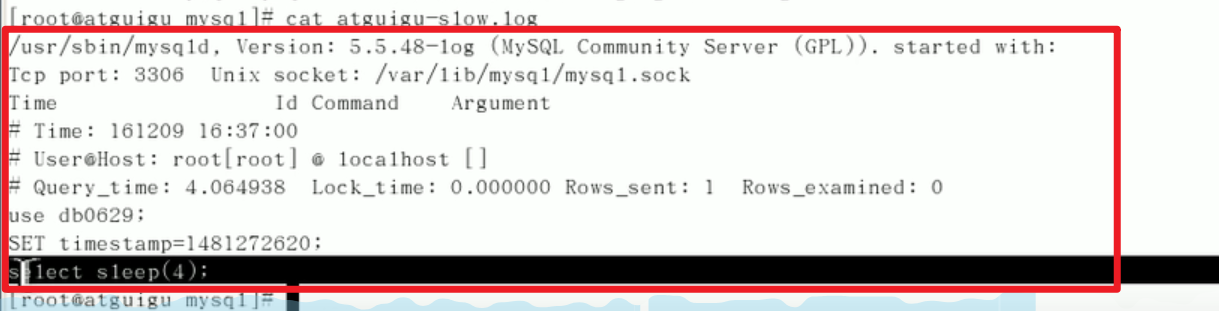 [root@atguigu mysql]# cat atguigu-slow.log
/usr/sbin/mysqld, Version: 5.5.48-log (MySQL Community Server (GPL)). started with:
Tcp port: 3306  Unix socket: /var/lib/mysql/mysql.sock
Time                 Id Command    Argument
# Time: 161209 16:37:00
# User@Host: root[root] @ localhost []
# Query_time: 4.064938  Lock_time: 0.000000 Rows_sent: 1  Rows_examined: 0
use db0629;
SET timestamp=1481272620;
select sleep(4);
[root@atguigu mysql]#